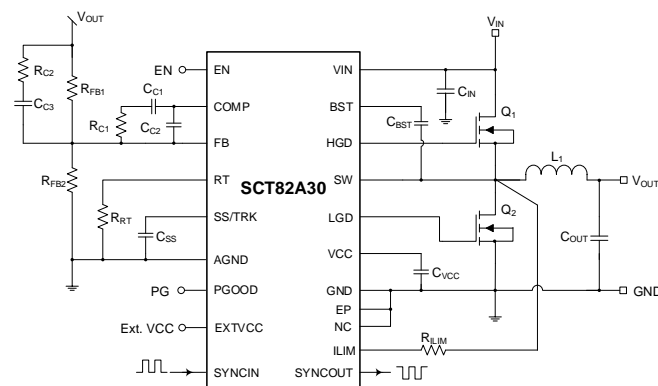 VOUT
VIN
RC2
RFB1
CC3
EN
EN
VIN
CIN
CC1
COMP
BST
Q1
RC1
CC2
CBST
FB
HGD
L1
RFB2
RT
SW
VOUT
SCT82A30
RRT
SS/TRK
LGD
Q2
COUT
CSS
VCC
AGND
CVCC
PG
PGOOD
GND
GND
EP
Ext. VCC
EXTVCC
NC
RILIM
ILIM
SYNCIN
SYNCOUT